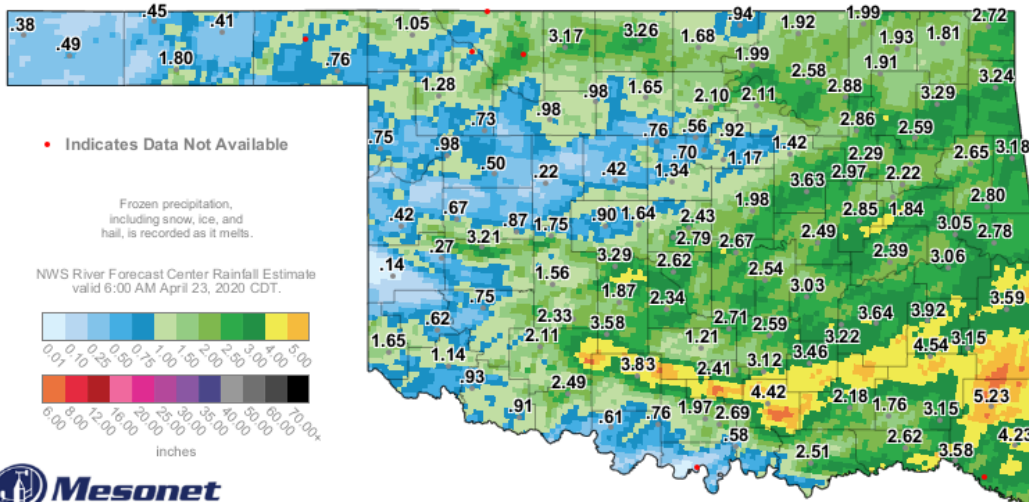 .38 .45 .41 1.05 .94 1.92 1.99 2.72
.49 3.17 3.26 1.68 1.93 1.81
1.80 .76 1.99 1.91
1.28 .98 1.65 2.10 2.11 2.58 2.88 3.29 3.24
.73 .98 .76 .56 .92 2.86 2.59
.75 .98 .70 1.42 2.29 2.65 3.18
• Indicates Data Not Available
.50 .22 .42 1.34 1.17 3.63 2.97 2.22
Frozen precipitation,
including snow, ice, and
hail, is recorded as it melts.
.42 .67 .87 1.75 .90 1.64 2.43 1.98 2.85 1.84 2.80
.27 3.21 2.79 2.67 2.49 3.05 2.78
.14 3.29 2.62 2.54 2.39 3.06
NWS River Forecast Center Rainfall Estimate
valid 6:00 AM April 23, 2020 CDT.
1.56 1.87 2.34 3.03 3.59
.75 2.33 3.58 2.71 2.59 3.64 3.92
.62 2.11 1.21 3.22 4.54 3.15
1.65 1.14 3.83 2.41 3.12 3.46
0.01 0.10 0.25 0.50 0.75 1.00 1.50 2.00 2.50 3.00 4.00 5.00
.93 2.49 4.42 2.18 1.76 3.15 5.23
.91 .61 .76 1.97 2.69 2.62 4.23
.58 2.51 3.58
6.00 8.00 12.00 16.00 20.00 25.00 30.00 35.00 40.00 50.00 60.00 70.00+
inches
Mesonet